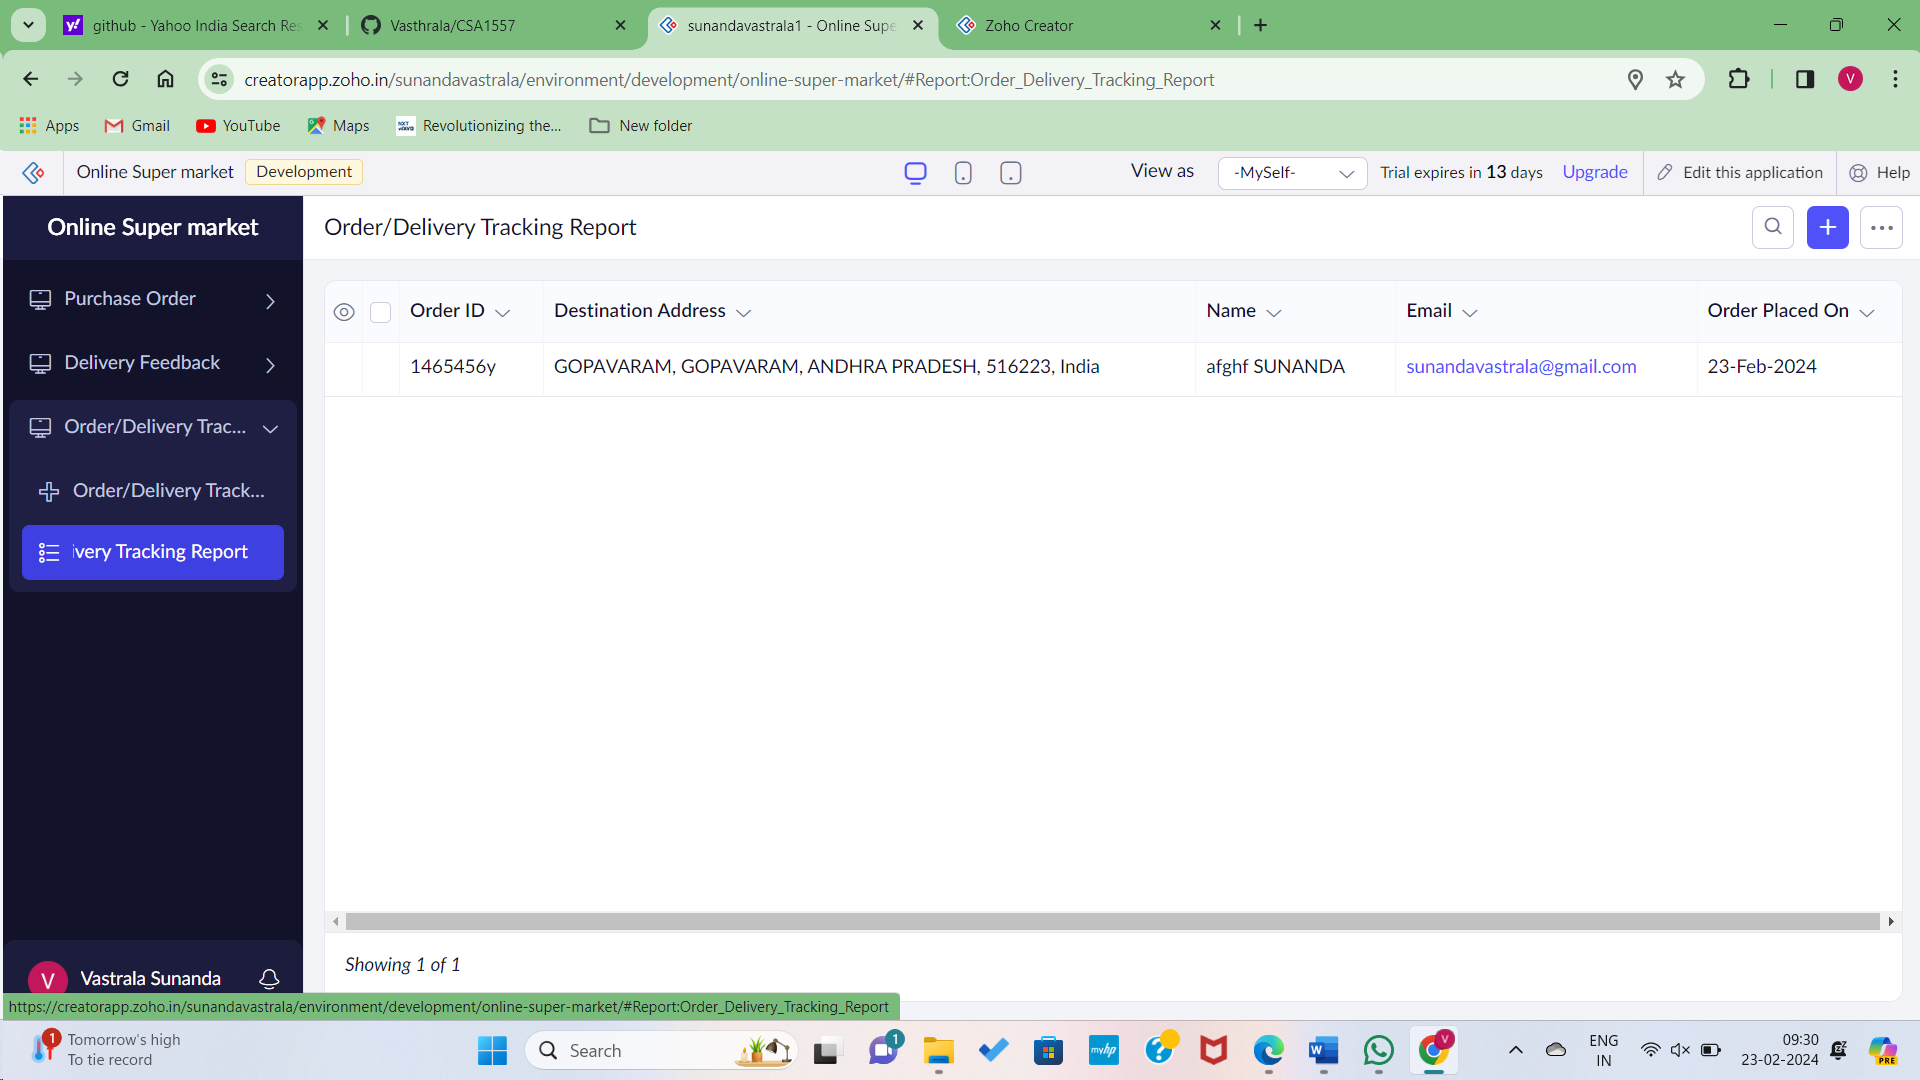 github - Yahoo India Search Res
Vasthrala/CSA1557
sunandavastrala1 - Online Supe
Zoho Creator
creatorapp.zoho.in/sunandavastrala/environment/development/online-super-market/#Report:Order_Delivery_Tracking_Report
V
Apps
Gmail
YouTube
Maps
Revolutionizing the...
New folder
Online Super market
Development
View as
-MySelf-
Trial expires in 13 days
Upgrade
Edit this application
Help
Online Super market
Order/Delivery Tracking Report
Purchase Order
Delivery Feedback
Order/Delivery Trac...
Order/Delivery Track...
ivery Tracking Report
Order ID
Destination Address
Name
Email
Order Placed On
1465456y
GOPAVARAM, GOPAVARAM, ANDHRA PRADESH, 516223, India
afghf SUNANDA
sunandavastrala@gmail.com
23-Feb-2024
Showing 1 of 1
V
Vastrala Sunanda
https://creatorapp.zoho.in/sunandavastrala/environment/development/online-super-market/#Report:Order_Delivery_Tracking_Report
1
Tomorrow's high
To tie record
Search
1
myhp
W
V
ENG
IN
09:30
23-02-2024
PRE